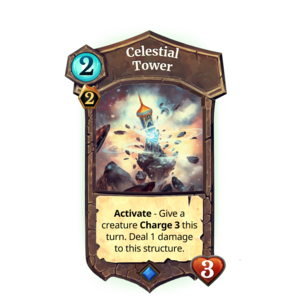 Celestial
Tower
2
2
Activate - Give a
creature Charge 3 this
turn. Deal 1 damage
to this structure.
3